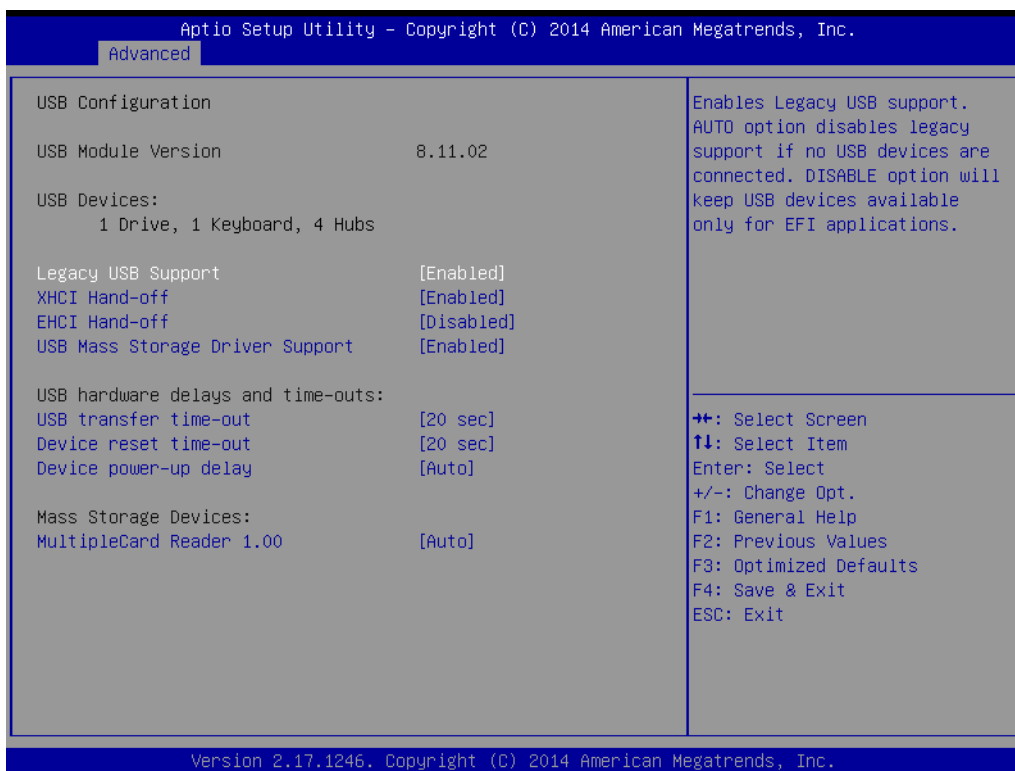 Aptio Setup Utility – Copyright (C) 2014 American Megatrends, Inc.
Advanced
USB Configuration
USB Module Version 8.11.02
USB Devices:
1 Drive, 1 Keyboard, 4 Hubs
Legacy USB Support [Enabled]
XHCI Hand-off [Enabled]
EHCI Hand-off [Disabled]
USB Mass Storage Driver Support [Enabled]
USB hardware delays and time-outs:
USB transfer time-out [20 sec]
Device reset time-out [20 sec]
Device power-up delay [Auto]
Mass Storage Devices:
MultipleCard Reader 1.00 [Auto]
Enables Legacy USB support.
AUTO option disables legacy
support if no USB devices are
connected. DISABLE option will
keep USB devices available
only for EFI applications.
→←: Select Screen
↑↓: Select Item
Enter: Select
+/-: Change Opt.
F1: General Help
F2: Previous Values
F3: Optimized Defaults
F4: Save & Exit
ESC: Exit
Version 2.17.1246. Copyright (C) 2014 American Megatrends, Inc.